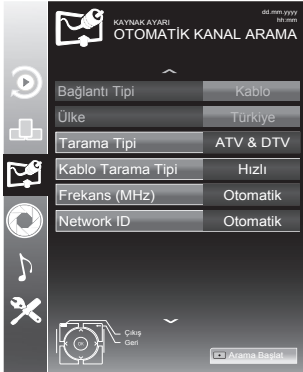 dd.mm.yyyy
hh:mm
KAYNAK AYARI
OTOMATİK KANAL ARAMA
Bağlantı Tipi Kablo
Ülke Türkiye
Tarama Tipi ATV & DTV
Kablo Tarama Tipi Hızlı
Frekans (MHz) Otomatik
Network ID Otomatik
Çıkış
Geri
OK
Arama Başlat